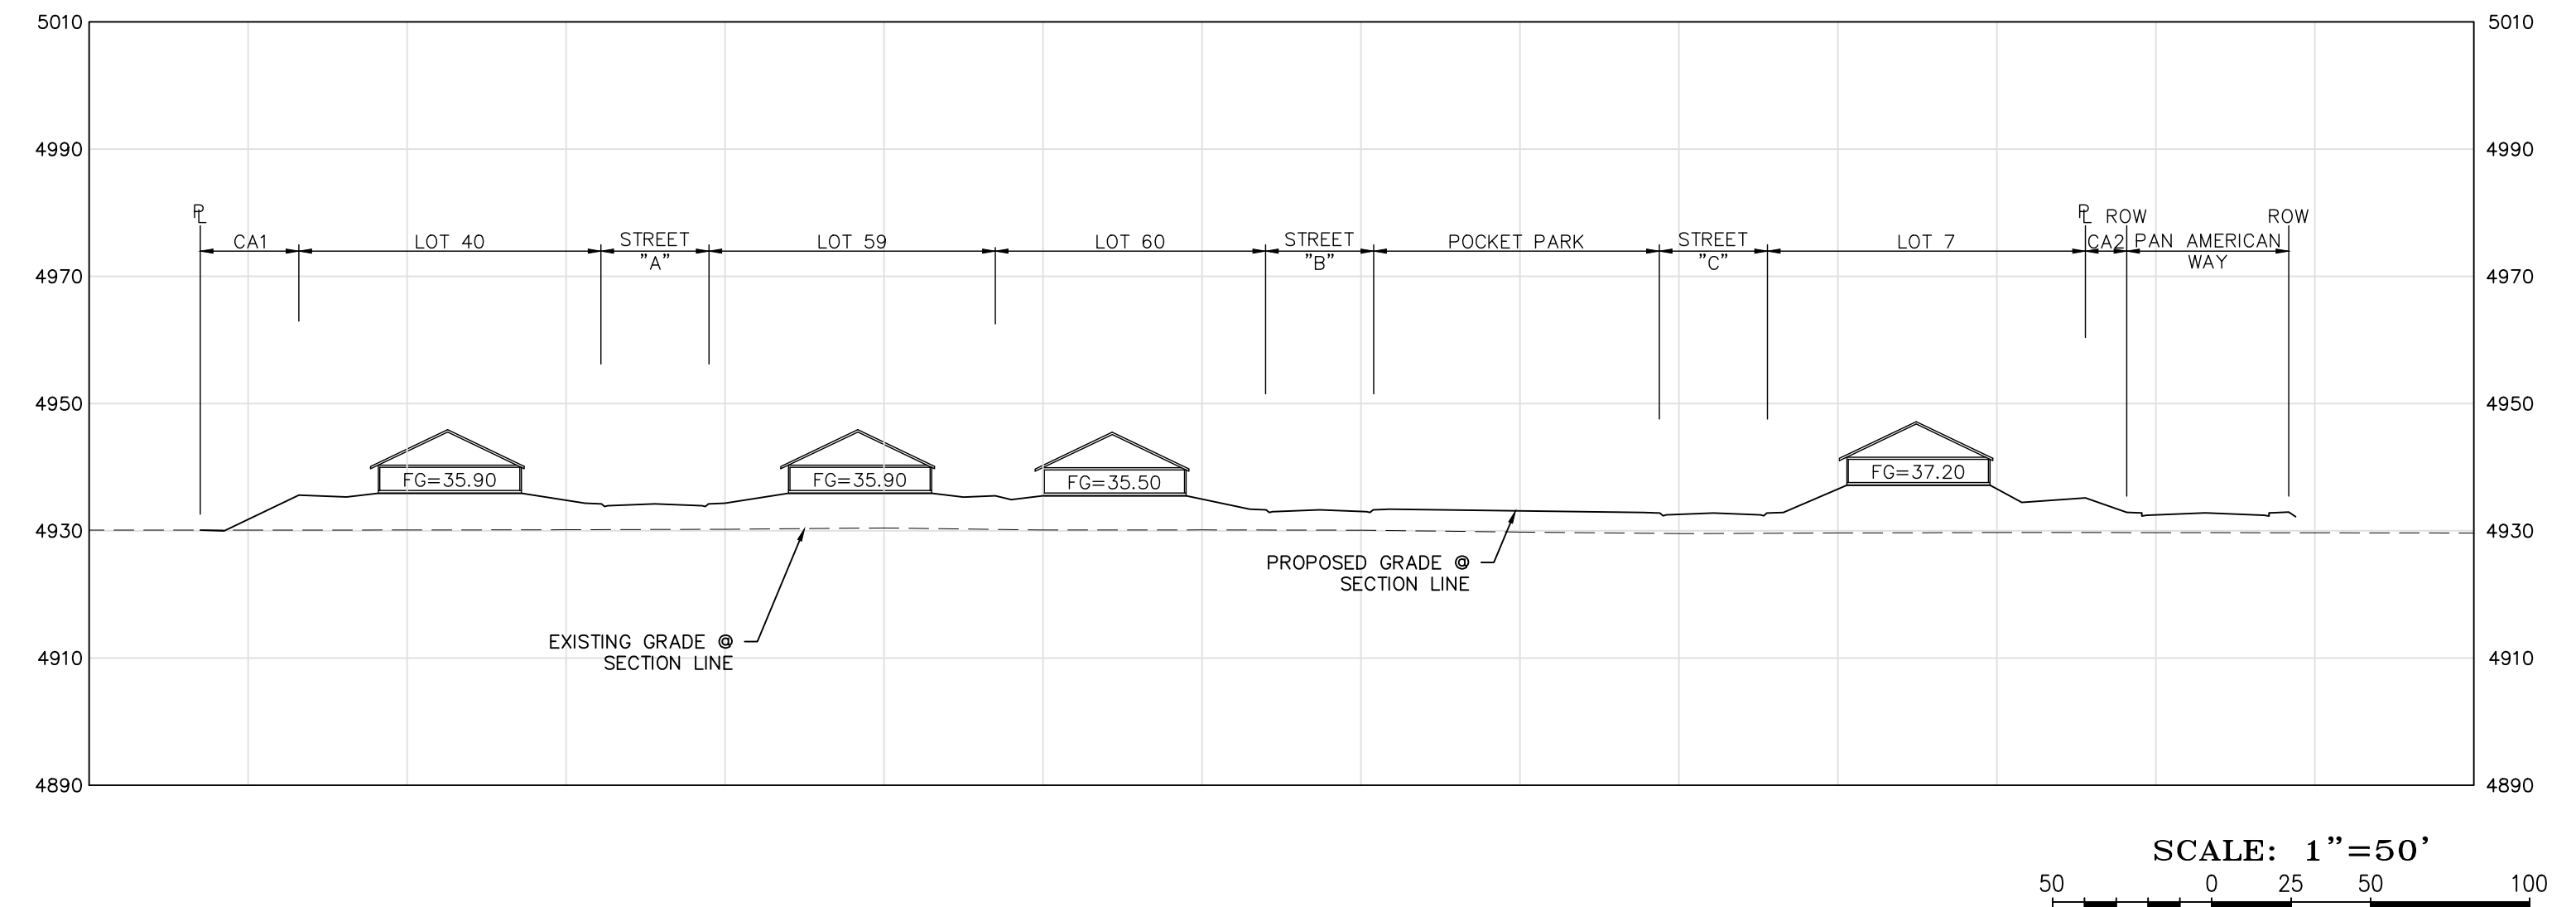 5010 5010
4990 4990
℄ ℄ ROW ROW
CA1 LOT 40 STREET "A" LOT 59 LOT 60 STREET "B" POCKET PARK STREET "C" LOT 7 CA2 PAN AMERICAN WAY
4970 4970
4950 4950
FG=35.90 FG=35.90 FG=35.50 FG=37.20
4930 4930
PROPOSED GRADE @
SECTION LINE
EXISTING GRADE @
SECTION LINE
4910 4910
4890 4890
SCALE: 1"=50'
50 0 25 50 100